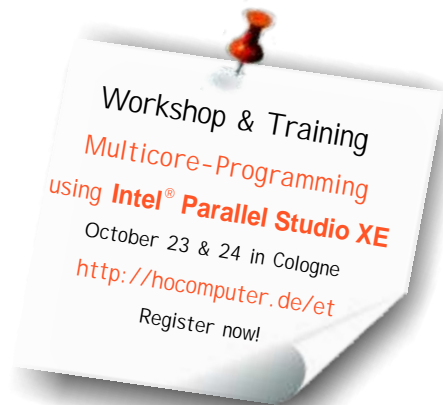 Workshop & Training
Multicore-Programming
using Intel® Parallel Studio XE
October 23 & 24 in Cologne
http://hocomputer.de/et
Register now!